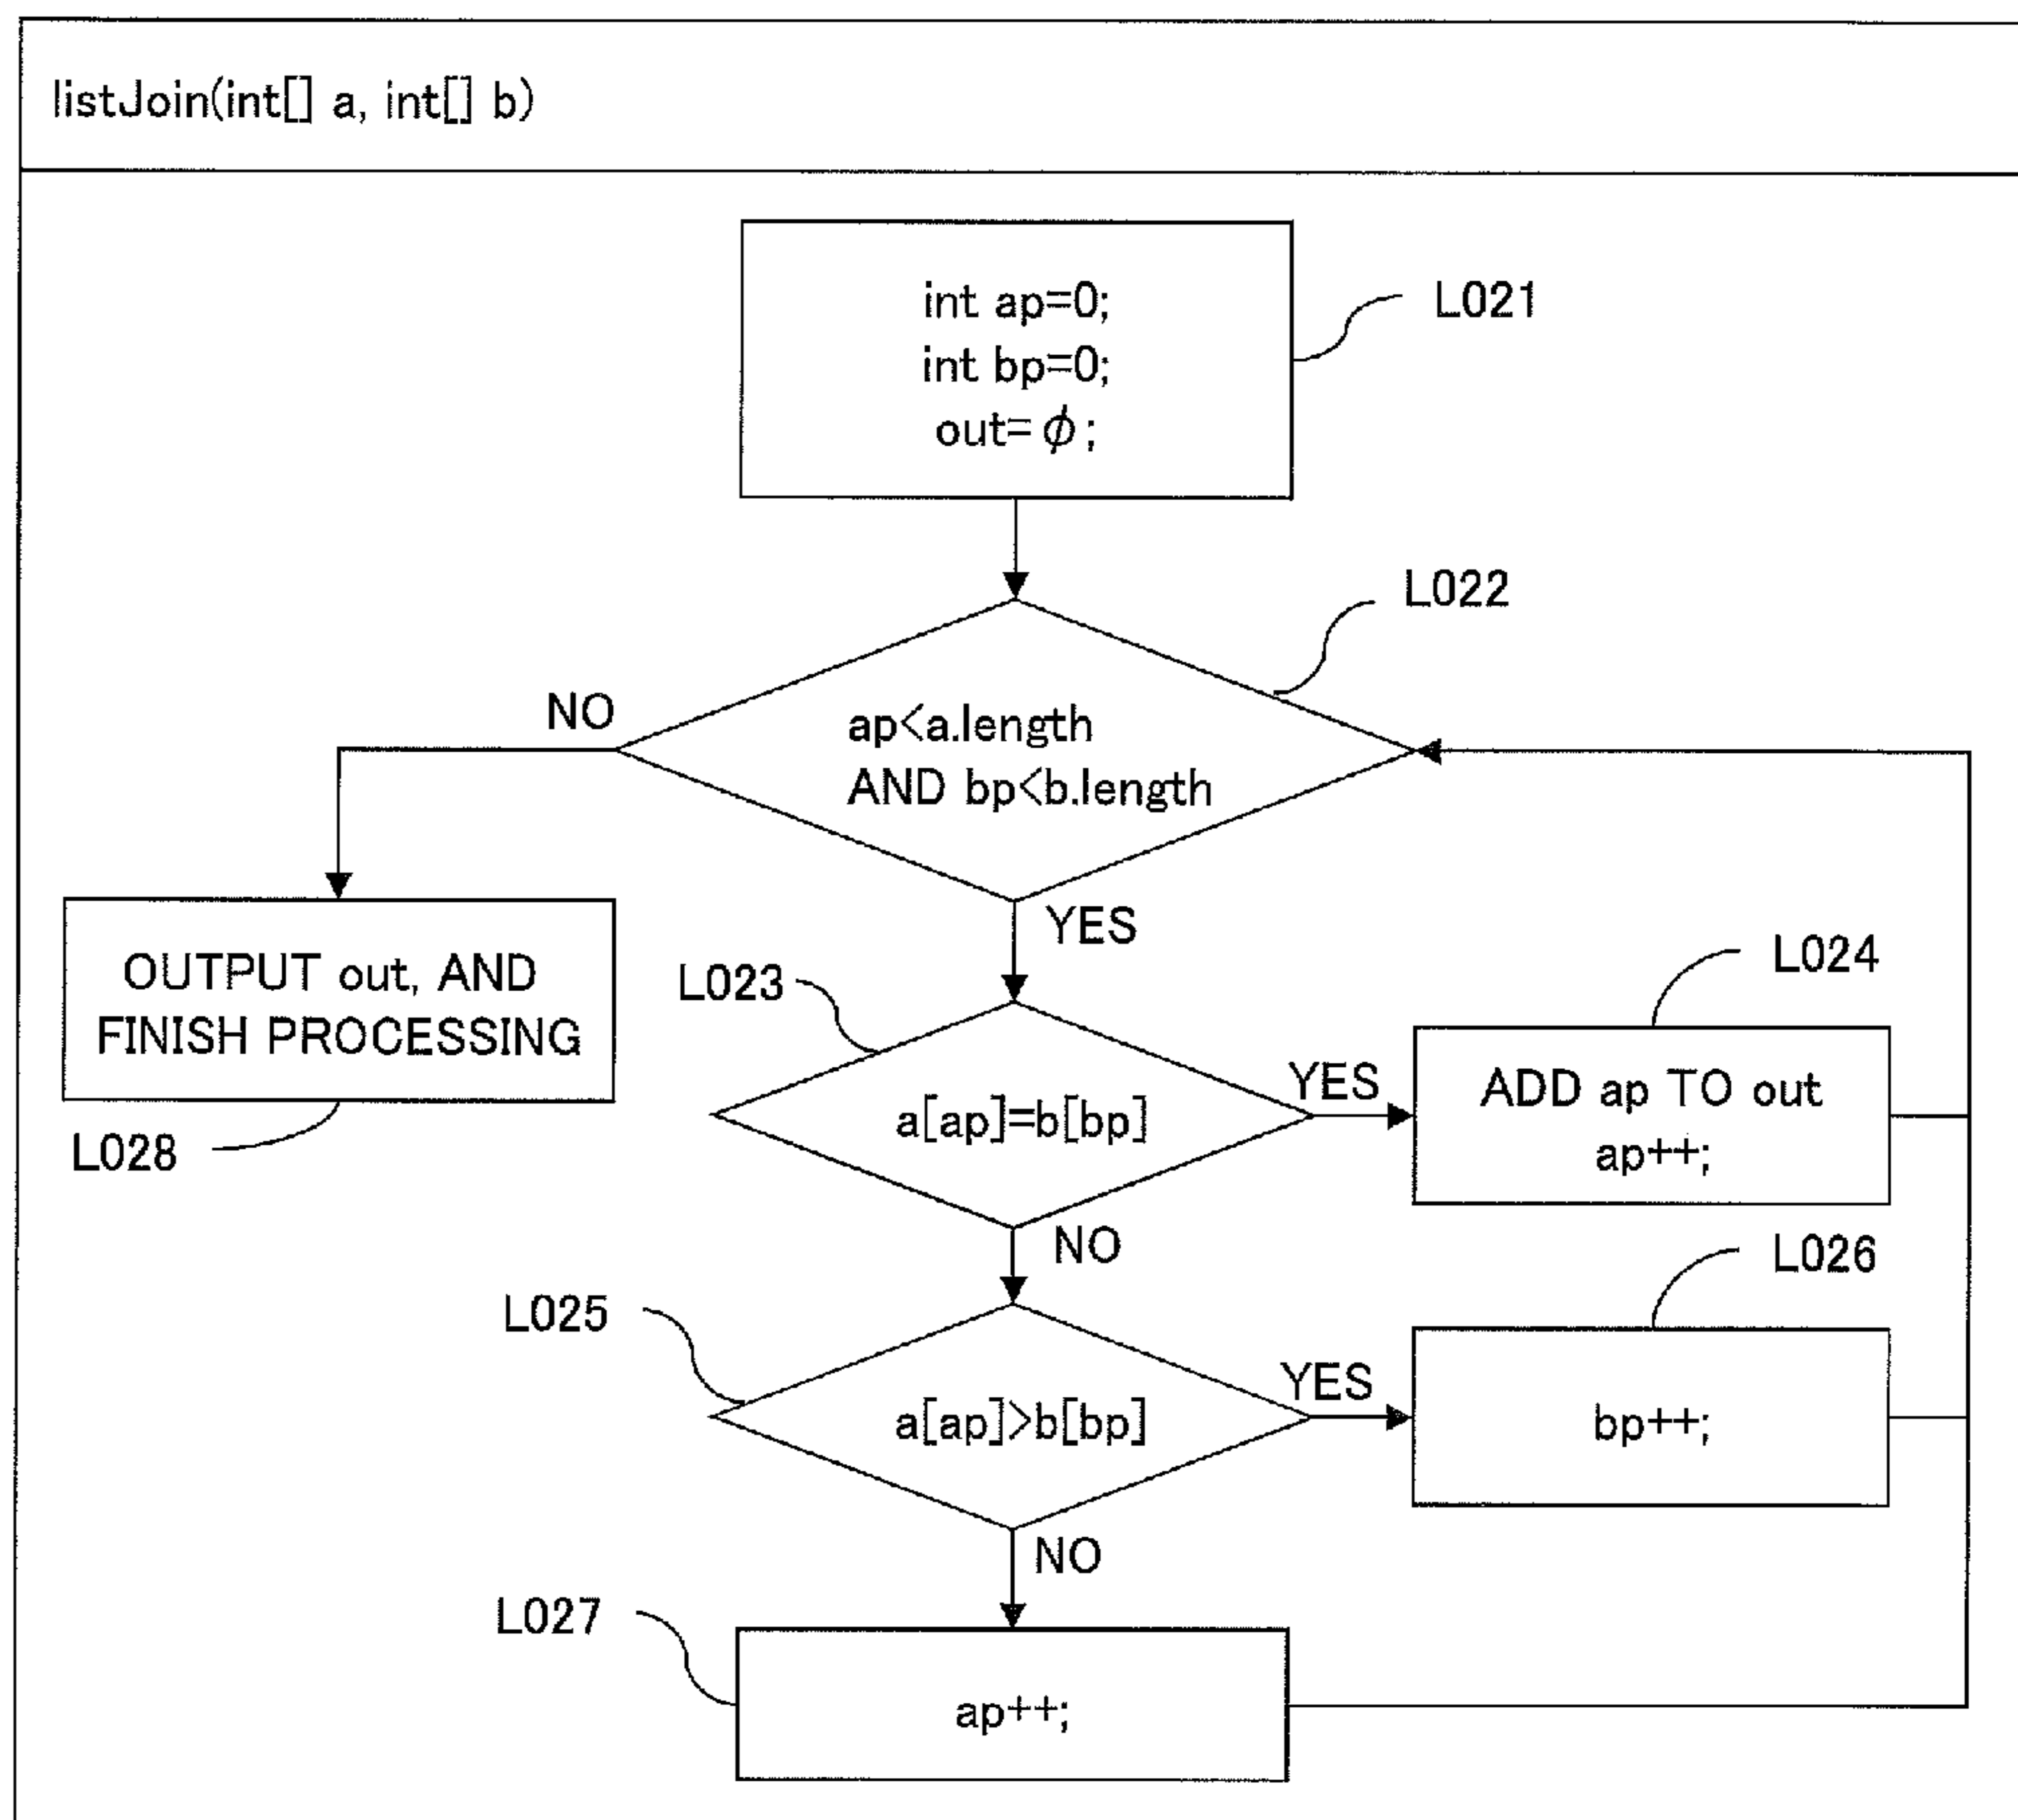 listJoin(int[] a, int[] b)
int ap=0;
int bp=0;
out=φ;
L021
L022
NO
ap<a.length
AND bp<b.length
YES
OUTPUT out, AND
FINISH PROCESSING
L028
L023
a[ap]=b[bp]
YES
L024
ADD ap TO out
ap++;
NO
L025
a[ap]>b[bp]
YES
L026
bp++;
NO
L027
ap++;